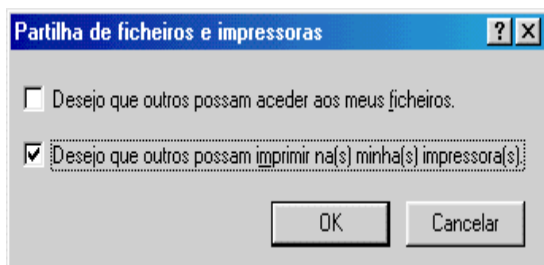 Partilha de ficheiros e impressoras
Desejo que outros possam aceder aos meus ficheiros.
Desejo que outros possam imprimir na(s) minha(s) impressora(s).
OK Cancelar